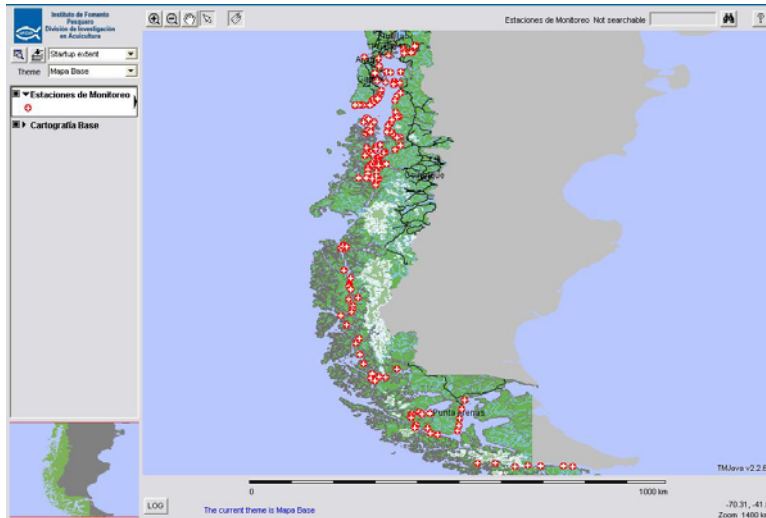 Instituto de Fomento
Pesquero
División de Investigación
en Acuicultura
Estaciones de Monitoreo Not searchable
?
Startup extent
Theme Mapa Base
Estaciones de Monitoreo
Cartografía Base
Punta Arenas
TMJava v2.2.6
0
1000 km
LOG
The current theme is Mapa Base
-70.31, -41.
Zoom: 1480 km